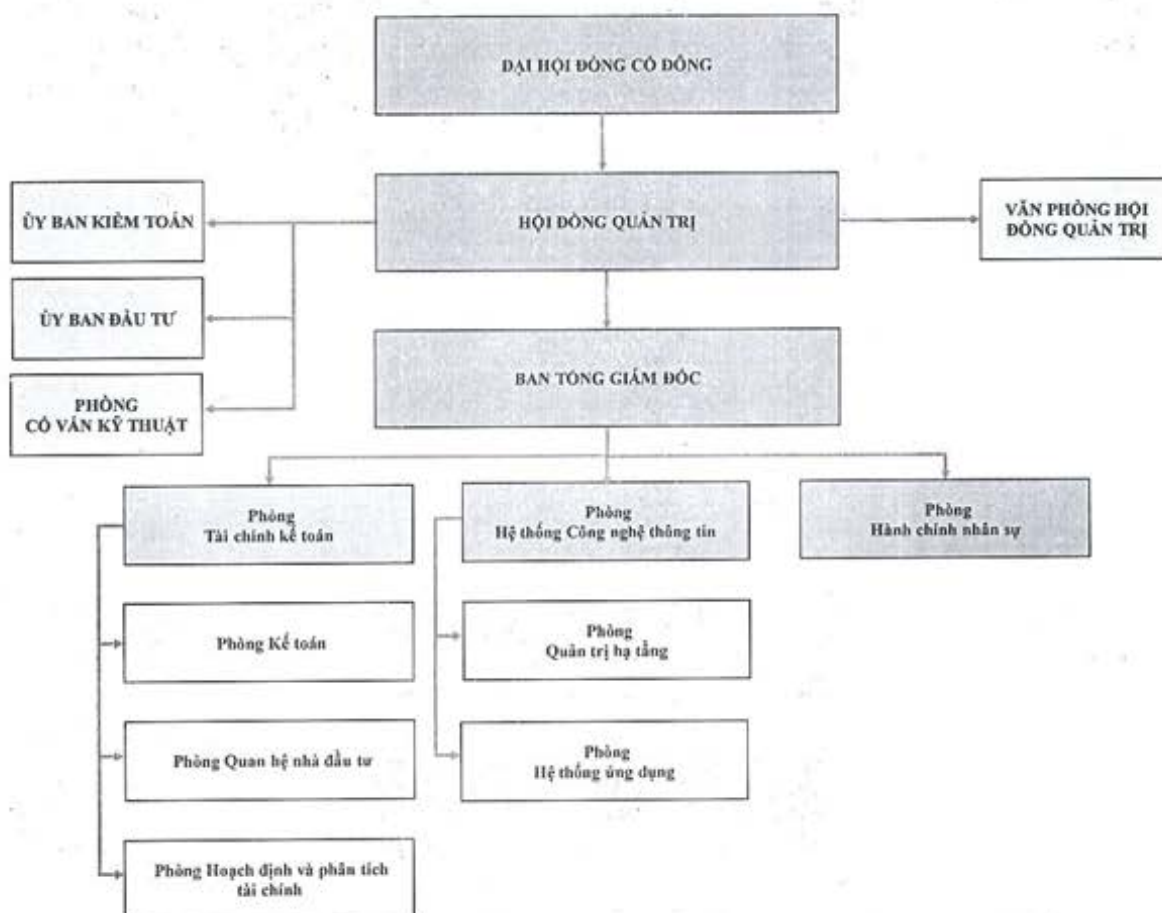 ĐẠI HỘI ĐỒNG CỔ ĐÔNG
HỘI ĐỒNG QUẢN TRỊ
ỦY BAN KIỂM TOÁN
VĂN PHÒNG HỘI
ĐỒNG QUẢN TRỊ
ỦY BAN ĐẦU TƯ
BAN TỔNG GIÁM ĐỐC
PHÒNG
CỐ VẤN KỸ THUẬT
Phòng
Tài chính kế toán
Phòng
Hệ thống Công nghệ thông tin
Phòng
Hành chính nhân sự
Phòng Kế toán
Phòng
Quản trị hạ tầng
Phòng Quan hệ nhà đầu tư
Phòng
Hệ thống ứng dụng
Phòng Hoạch định và phân tích
tài chính